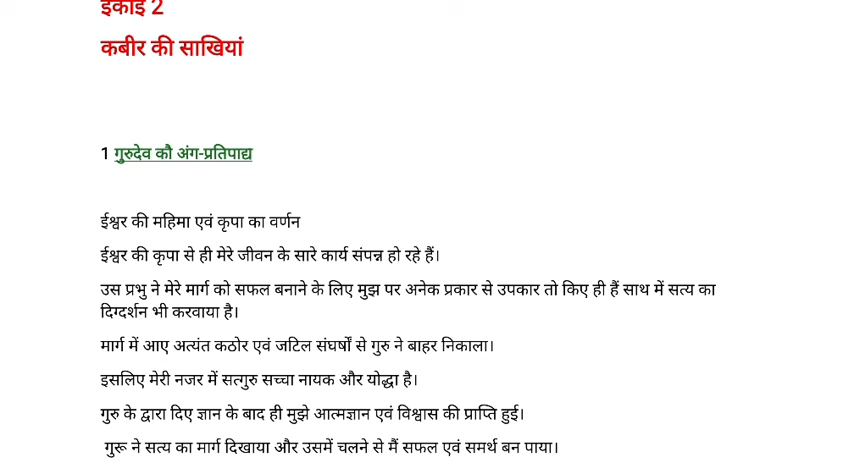 इकाई 2
कबीर की साखियां
1 गुरुदेव कौ अंग-प्रतिपाद्य
ईश्वर की महिमा एवं कृपा का वर्णन
ईश्वर की कृपा से ही मेरे जीवन के सारे कार्य संपन्न हो रहे हैं।
उस प्रभु ने मेरे मार्ग को सफल बनाने के लिए मुझ पर अनेक प्रकार से उपकार तो किए ही हैं साथ में सत्य का
दिग्दर्शन भी करवाया है।
मार्ग में आए अत्यंत कठोर एवं जटिल संघर्षों से गुरु ने बाहर निकाला।
इसलिए मेरी नजर में सत्गुरु सच्चा नायक और योद्धा है।
गुरु के द्वारा दिए ज्ञान के बाद ही मुझे आत्मज्ञान एवं विश्वास की प्राप्ति हुई।
गुरू ने सत्य का मार्ग दिखाया और उसमें चलने से मैं सफल एवं समर्थ बन पाया।